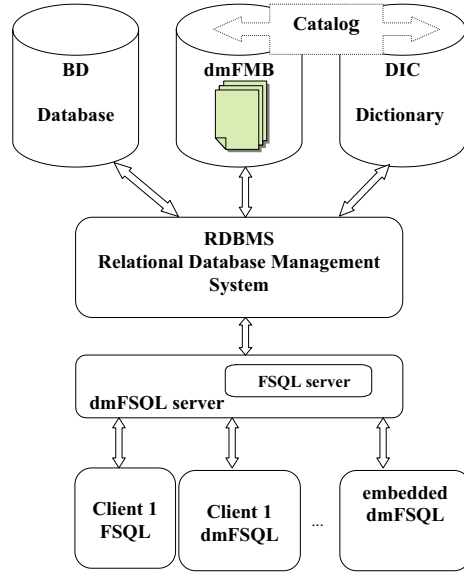 Catalog
BD
dmFMB
DIC
Database
Dictionary
RDBMS
Relational Database Management
System
FSQL server
dmFSQL server
Client 1
FSQL
Client 1
dmFSQL
...
embedded
dmFSQL